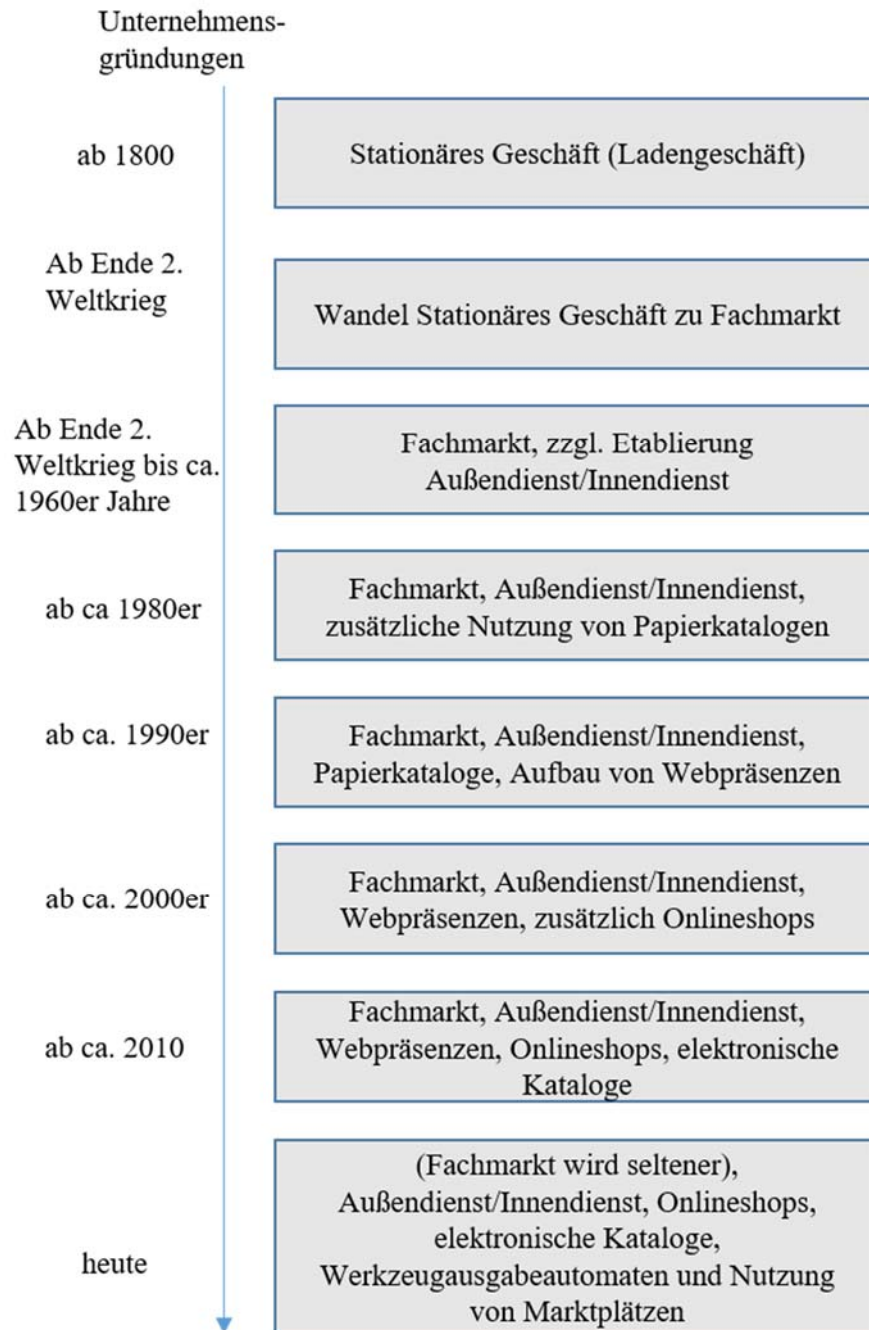 Unternehmens-
gründungen
ab 1800
Stationäres Geschäft (Ladengeschäft)
Ab Ende 2.
Weltkrieg
Wandel Stationäres Geschäft zu Fachmarkt
Ab Ende 2.
Weltkrieg bis ca.
1960er Jahre
Fachmarkt, zzgl. Etablierung
Außendienst/Innendienst
ab ca 1980er
Fachmarkt, Außendienst/Innendienst,
zusätzliche Nutzung von Papierkatalogen
ab ca. 1990er
Fachmarkt, Außendienst/Innendienst,
Papierkataloge, Aufbau von Webpräsenzen
ab ca. 2000er
Fachmarkt, Außendienst/Innendienst,
Webpräsenzen, zusätzlich Onlineshops
ab ca. 2010
Fachmarkt, Außendienst/Innendienst,
Webpräsenzen, Onlineshops, elektronische
Kataloge
heute
(Fachmarkt wird seltener),
Außendienst/Innendienst, Onlineshops,
elektronische Kataloge,
Werkzeugausgabeautomaten und Nutzung
von Marktplätzen